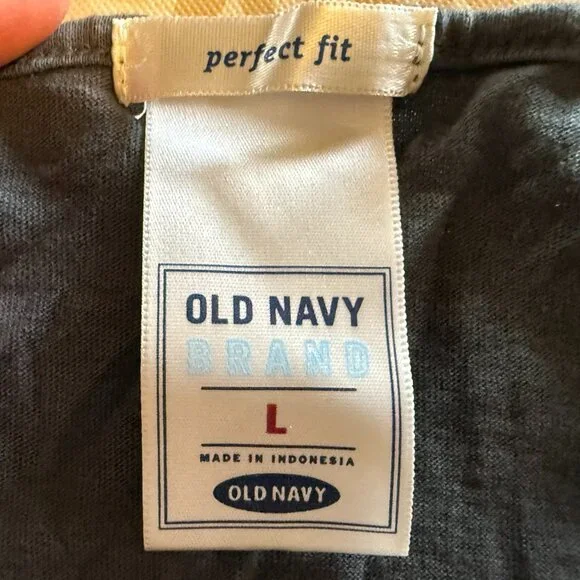 perfect fit
OLD NAVY
BRAND
L
MADE IN INDONESIA
OLD NAVY